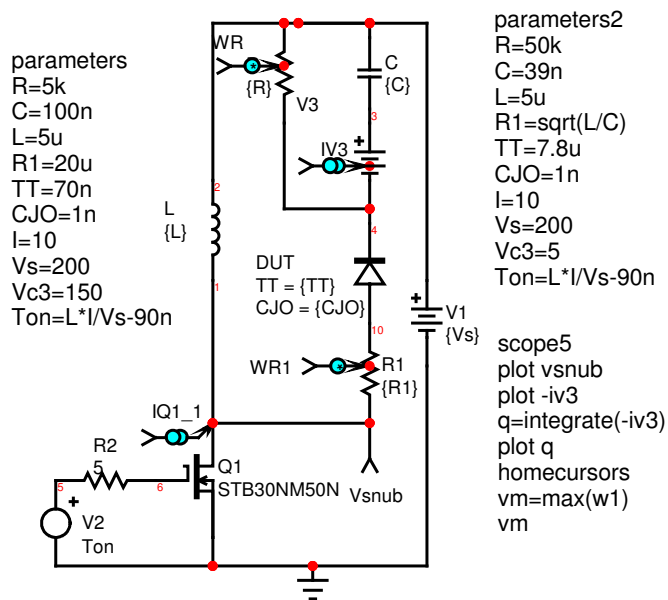 parameters
R=5k
C=100n
L=5u
R1=20u
TT=70n
CJO=1n
I=10
Vs=200
Vc3=150
Ton=L*I/Vs-90n
WR
{R}
V3
C
{C}
3
IV3
4
2
L
{L}
1
DUT
TT = {TT}
CJO = {CJO}
10
WR1
R1
{R1}
V1
{Vs}
IQ1_1
R2
5
5
6
Q1
STB30NM50N
Vsnub
V2
Ton
parameters2
R=50k
C=39n
L=5u
R1=sqrt(L/C)
TT=7.8u
CJO=1n
I=10
Vs=200
Vc3=5
Ton=L*I/Vs-90n
scope5
plot vsnub
plot -iv3
q=integrate(-iv3)
plot q
homecursors
vm=max(w1)
vm